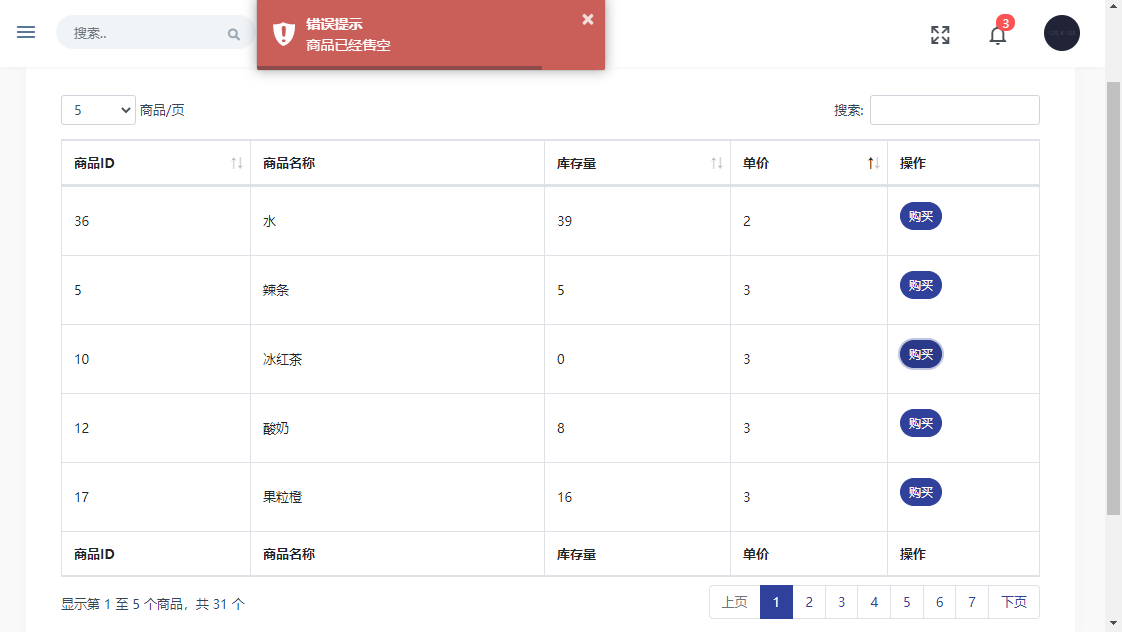 搜索..
错误提示
商品已经售空
3
5 商品/页
搜索:
商品ID 商品名称 库存量 单价 操作
36 水 39 2 购买
5 辣条 5 3 购买
10 冰红茶 0 3 购买
12 酸奶 8 3 购买
17 果粒橙 16 3 购买
商品ID 商品名称 库存量 单价 操作
显示第 1 至 5 个商品，共 31 个
上页 1 2 3 4 5 6 7 下页